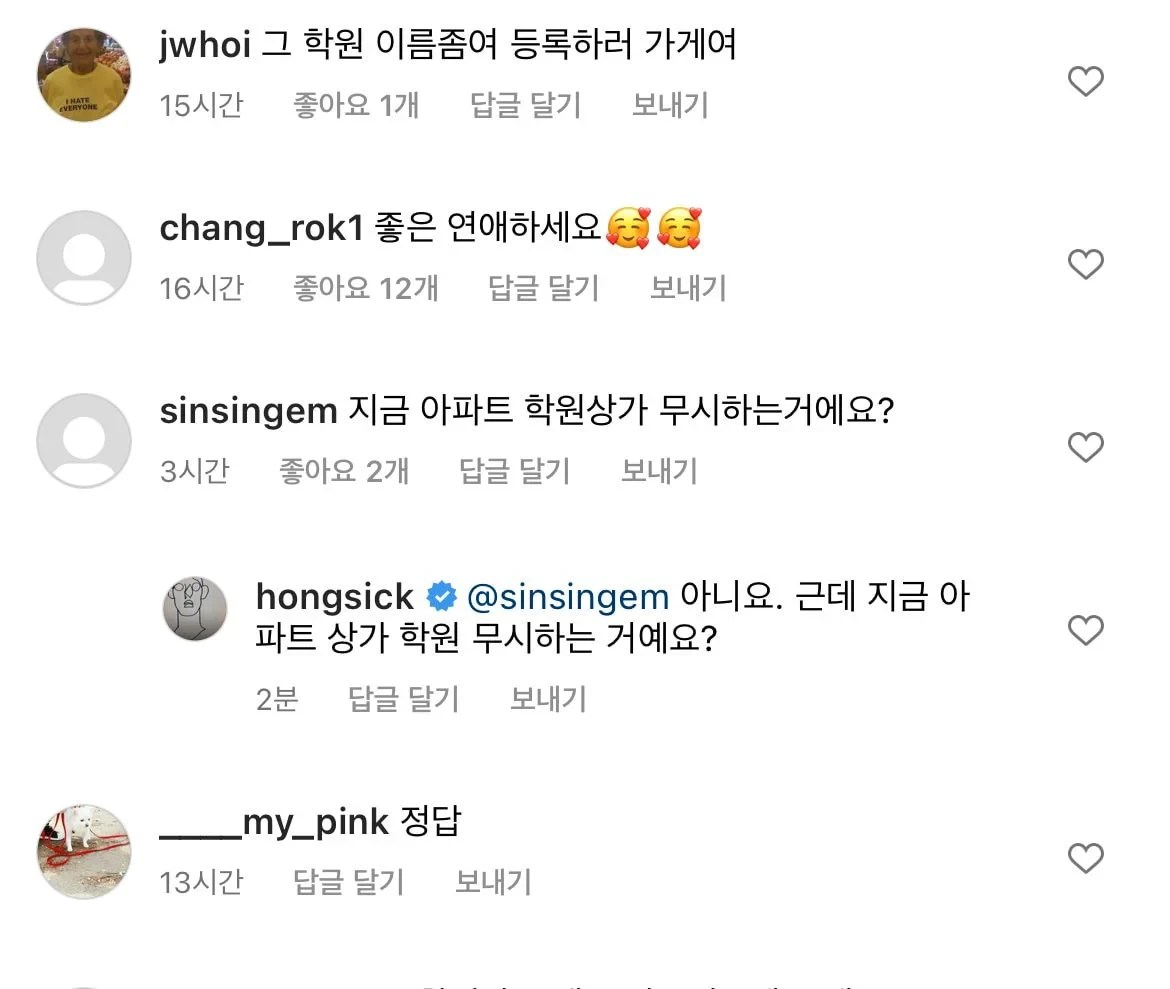 jwhoi 그 학원 이름좀여 등록하러 가게여
15시간 좋아요 1개 답글 달기 보내기
chang_rok1 좋은 연애하세요🥰🥰
16시간 좋아요 12개 답글 달기 보내기
sinsingem 지금 아파트 학원상가 무시하는거에요?
3시간 좋아요 2개 답글 달기 보내기
hongsick @sinsingem 아니요. 근데 지금 아
파트 상가 학원 무시하는 거예요?
2분 답글 달기 보내기
____my_pink 정답
13시간 답글 달기 보내기
I HATE
EVERYONE